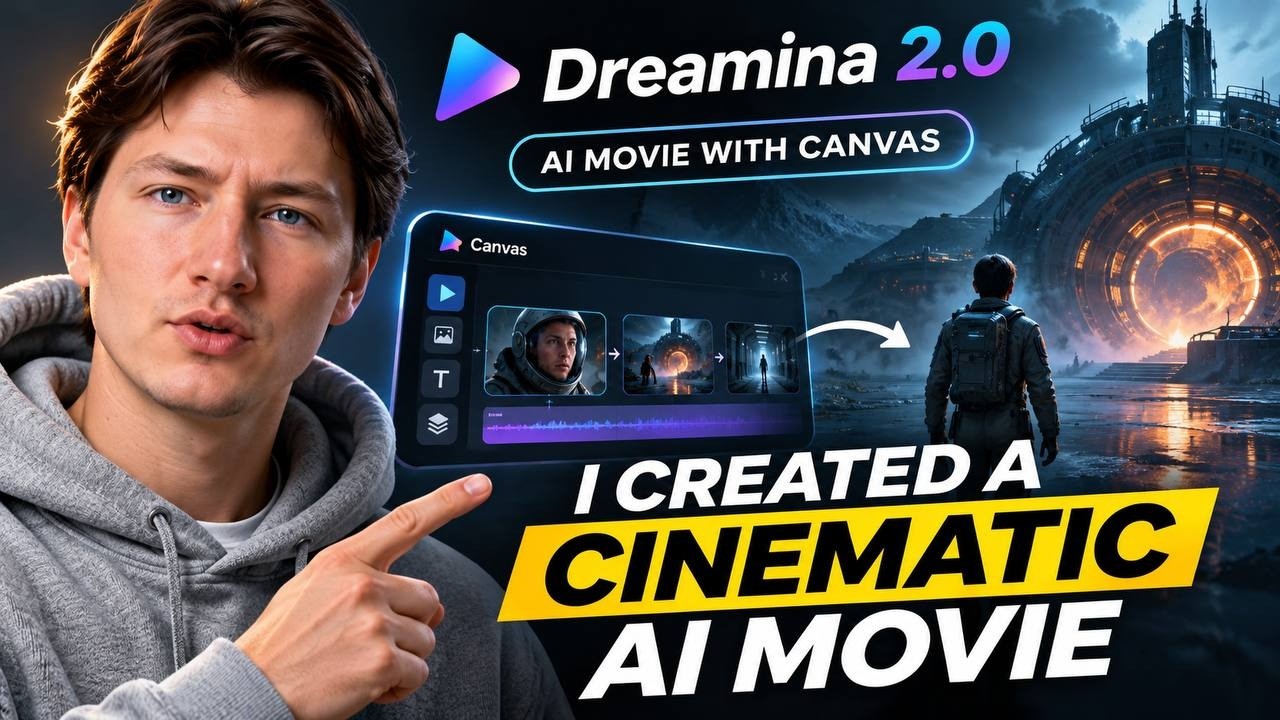 Dreamina 2.0
AI MOVIE WITH CANVAS
Canvas
T
I CREATED A
CINEMATIC
AI MOVIE